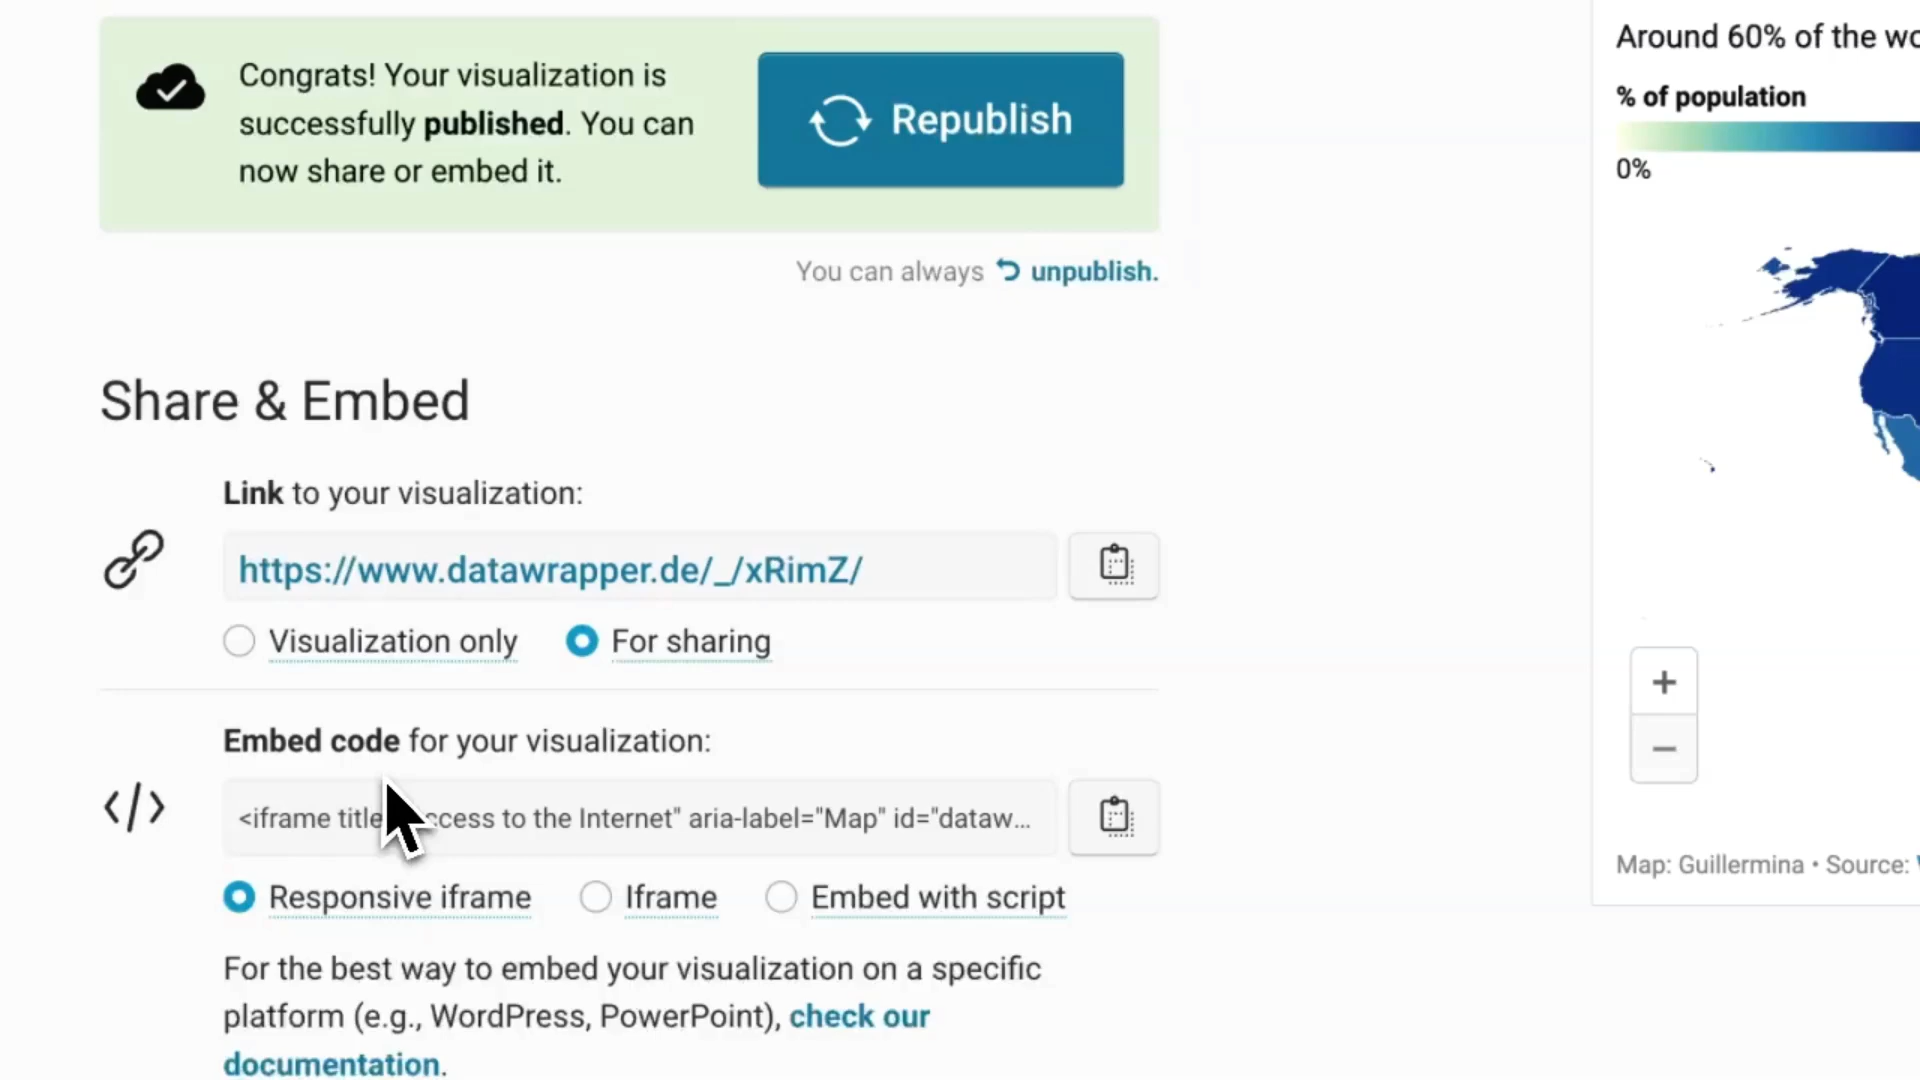 Congrats! Your visualization is
successfully published. You can
now share or embed it.
Republish
You can always unpublish.
Share & Embed
Link to your visualization:
https://www.datawrapper.de/_/xRimZ/
Visualization only
For sharing
Embed code for your visualization:
<iframe title ccess to the Internet" aria-label="Map" id="dataw...
Responsive iframe
Iframe
Embed with script
For the best way to embed your visualization on a specific
platform (e.g., WordPress, PowerPoint), check our
documentation.
Around 60% of the
% of population
0%
+
−
Map: Guillermina • Source: